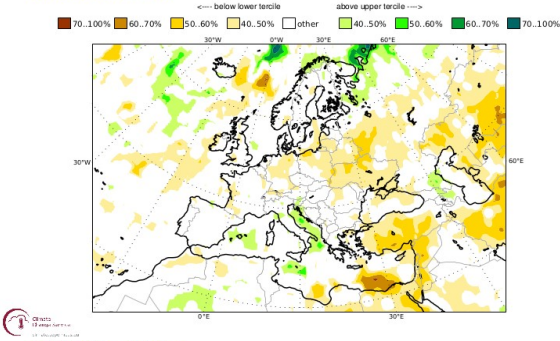 <---- below lower tercile above upper tercile ---->
70..100% 60..70% 50..60% 40..50% other 40..50% 50..60% 60..70% 70..100%
30°W 0°W 30°E 60°E
30°W 60°E
0°E 30°E
Climate